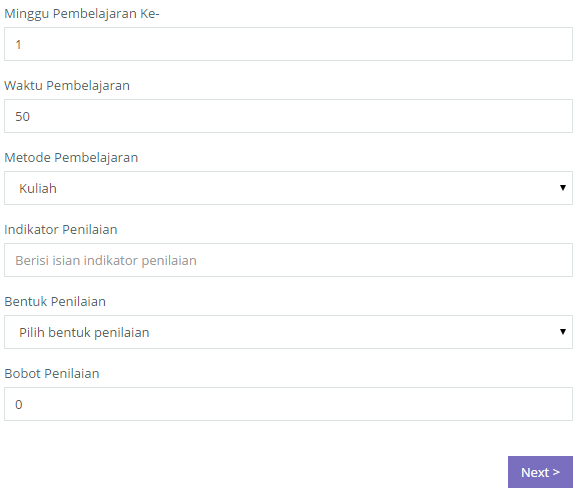 Minggu Pembelajaran Ke-
1
Waktu Pembelajaran
50
Metode Pembelajaran
Kuliah
Indikator Penilaian
Berisi isian indikator penilaian
Bentuk Penilaian
Pilih bentuk penilaian
Bobot Penilaian
0
Next >